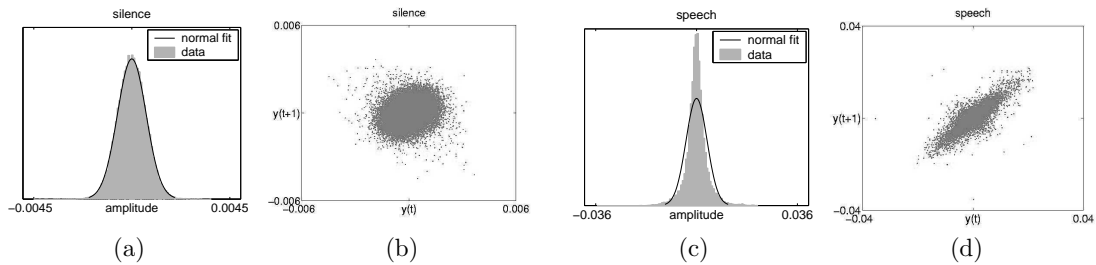 silence
normal fit
data
−0.0045
amplitude
0.0045
(a)
silence
0.006
y(t+1)
−0.006
−0.006
y(t)
0.006
(b)
speech
normal fit
data
−0.036
amplitude
0.036
(c)
speech
0.04
y(t+1)
−0.04
−0.04
y(t)
0.04
(d)